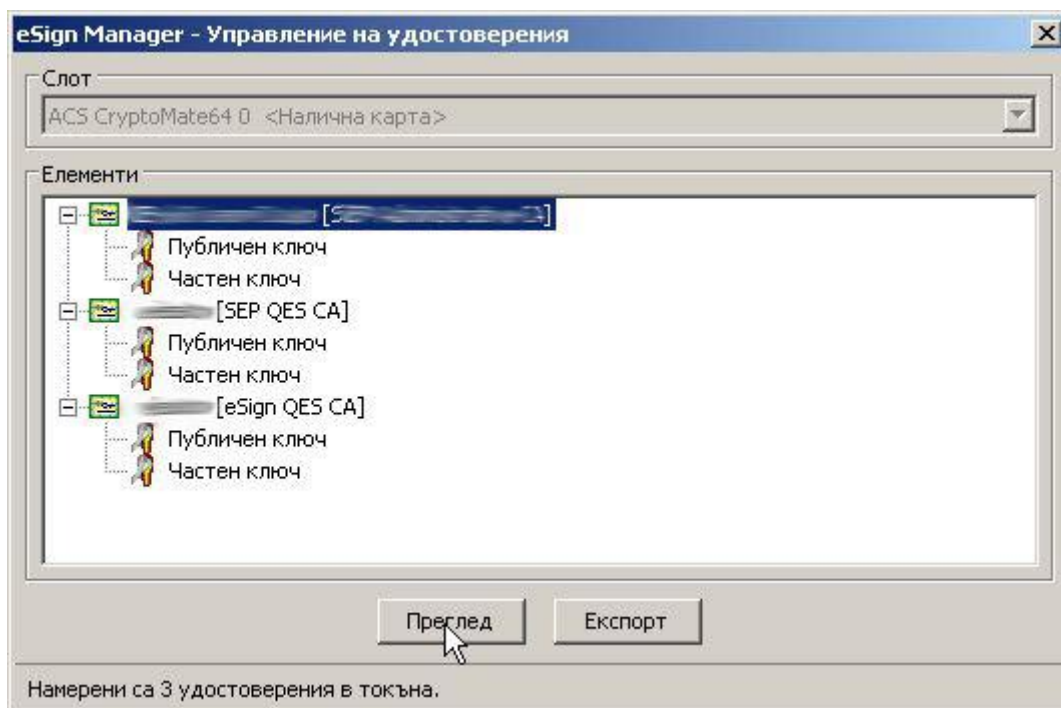 eSign Manager - Управление на удостоверения
Слот
ACS CryptoMate64 0 <Налична карта>
Елементи
[S
Публичен ключ
Частен ключ
[SEP QES CA]
Публичен ключ
Частен ключ
[eSign QES CA]
Публичен ключ
Частен ключ
Преглед
Експорт
Намерени са 3 удостоверения в токъна.